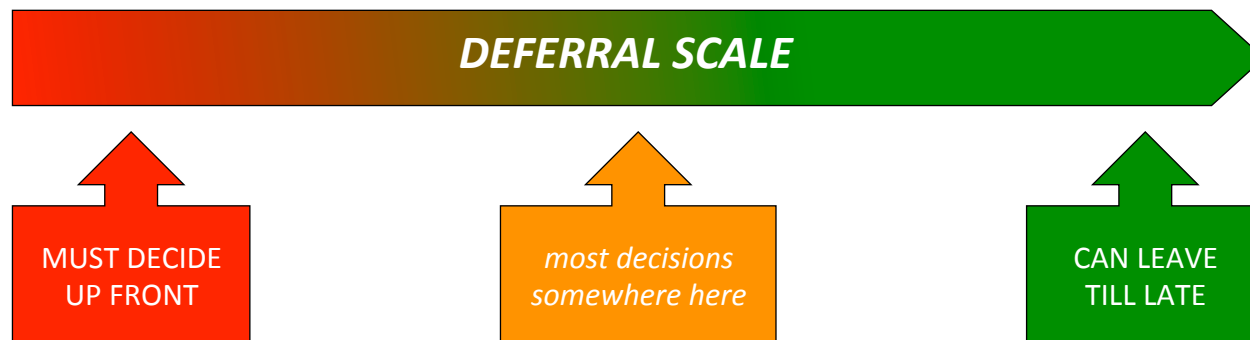 DEFERRAL SCALE
MUST DECIDE
UP FRONT
most decisions
somewhere here
CAN LEAVE
TILL LATE